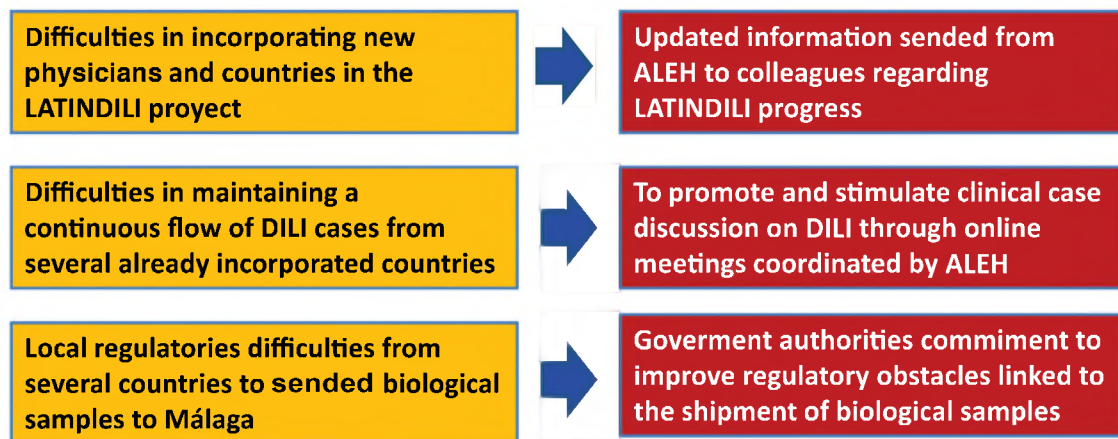 Difficulties in incorporating new
physicians and countries in the
LATINDILI proyect
Updated information sended from
ALEH to colleagues regarding
LATINDILI progress
Difficulties in maintaining a
continuous flow of DILI cases from
several already incorporated countries
To promote and stimulate clinical case
discussion on DILI through online
meetings coordinated by ALEH
Local regulatories difficulties from
several countries to sended biological
samples to Málaga
Goverment authorities commiment to
improve regulatory obstacles linked to
the shipment of biological samples